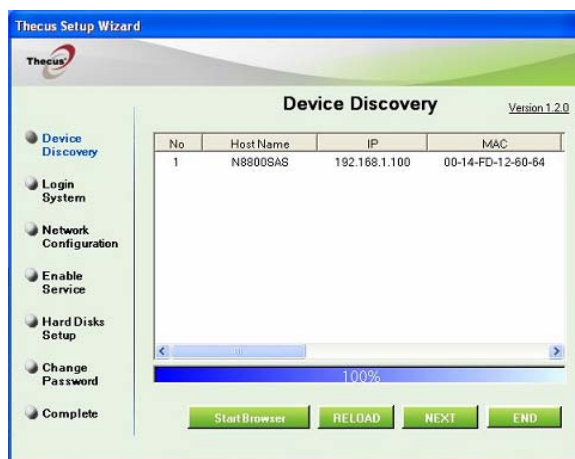 Thecus Setup Wizard
Thecus
Device Discovery
Version 1.2.0
Device
Discovery
Login
System
Network
Configuration
Enable
Service
Hard Disks
Setup
Change
Password
Complete
No Host Name IP MAC
1 N8800SAS 192.168.1.100 00-14-FD-12-60-64
100%
Start Browser RELOAD NEXT END